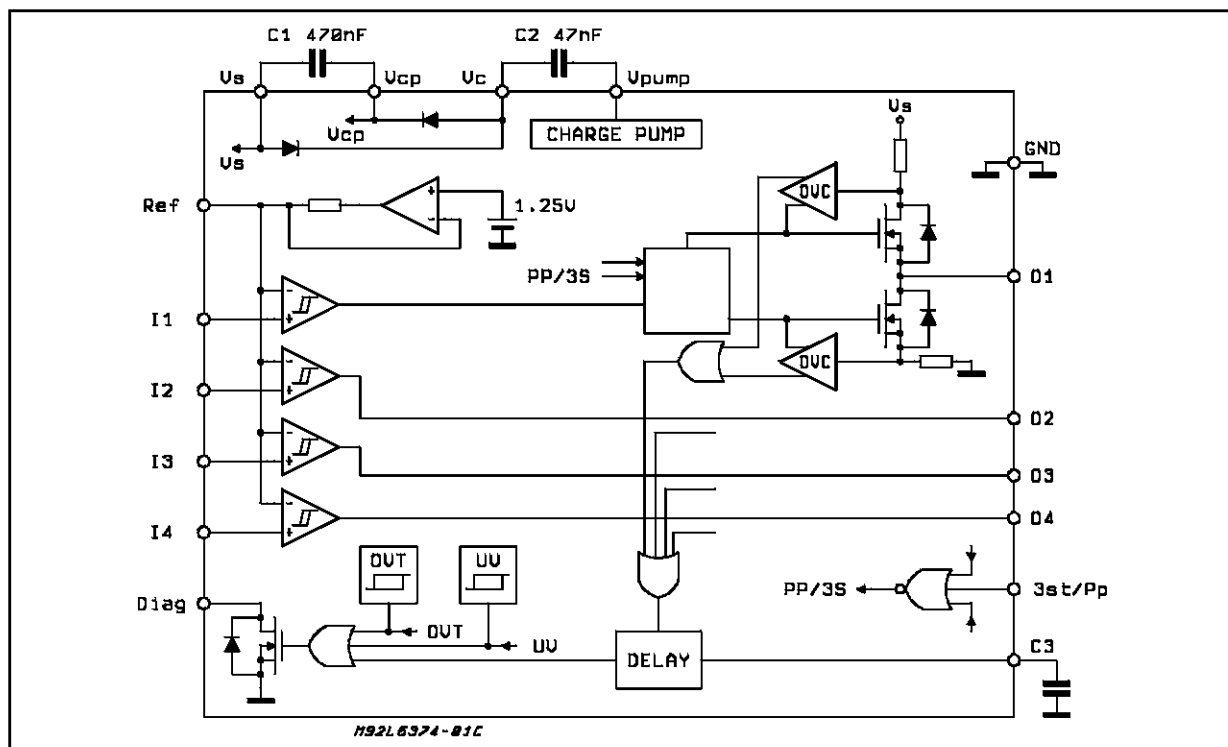 C1 470nF
C2 47nF
Vs
Vcp
Vc
Vpump
Vcp
CHARGE PUMP
Vs
Vs
GND
Ref
1.25V
OVC
PP/3S
O1
I1
OVC
I2
O2
I3
O3
I4
O4
OVT
UV
Diag
PP/3S
3st/Pp
OVT
UV
DELAY
C3
M92L6374-01C